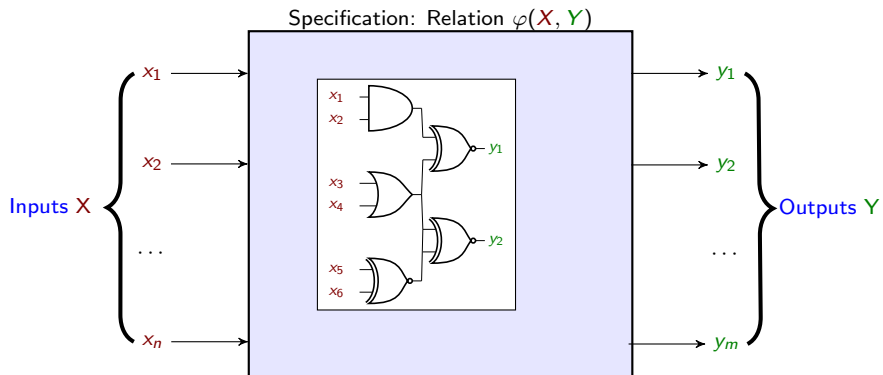 Specification: Relation φ(X, Y)
x₁
x₂
...
xₙ
Inputs X
x₁
x₂
x₃
x₄
x₅
x₆
y₁
y₂
y₁
y₂
...
yₘ
Outputs Y